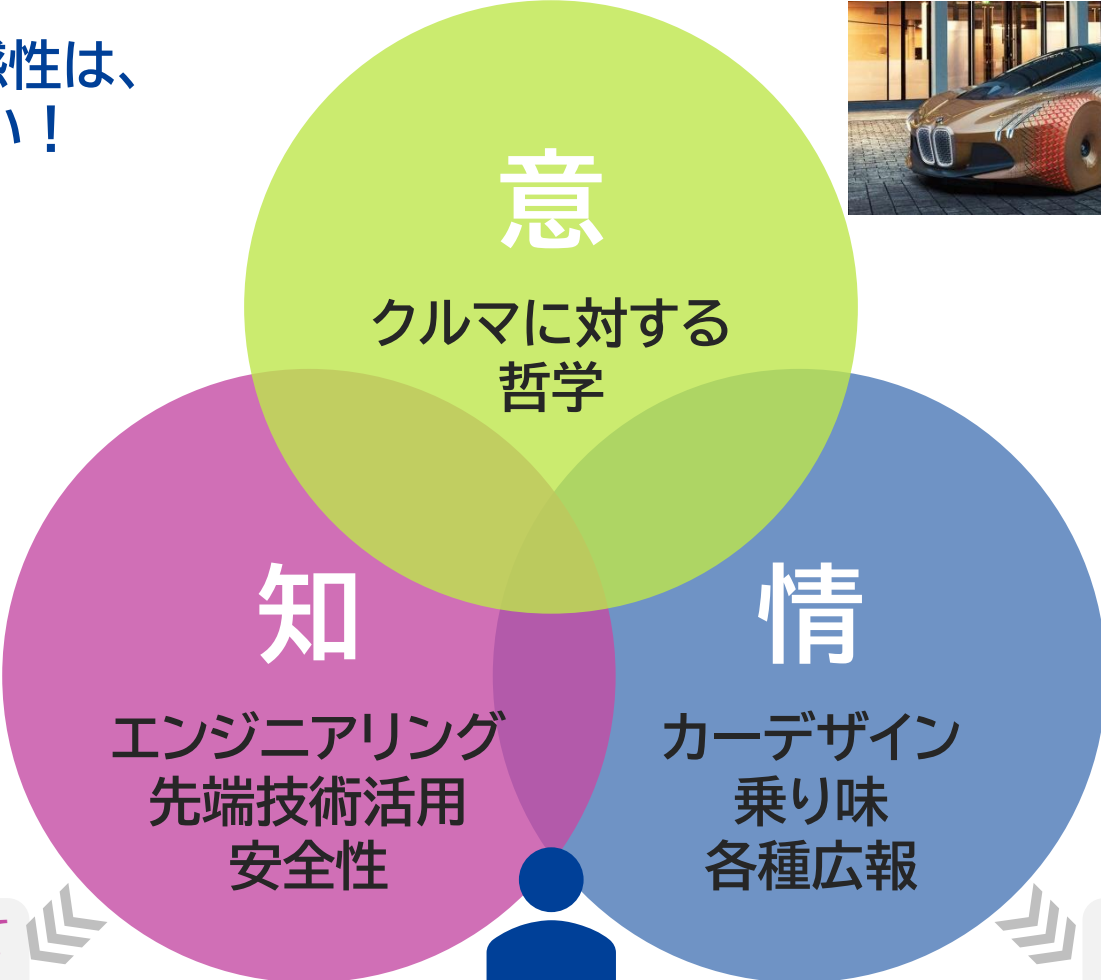 感性は、
い！
意
クルマに対する
哲学
知
エンジニアリング
先端技術活用
安全性
情
カーデザイン
乗り味
各種広報